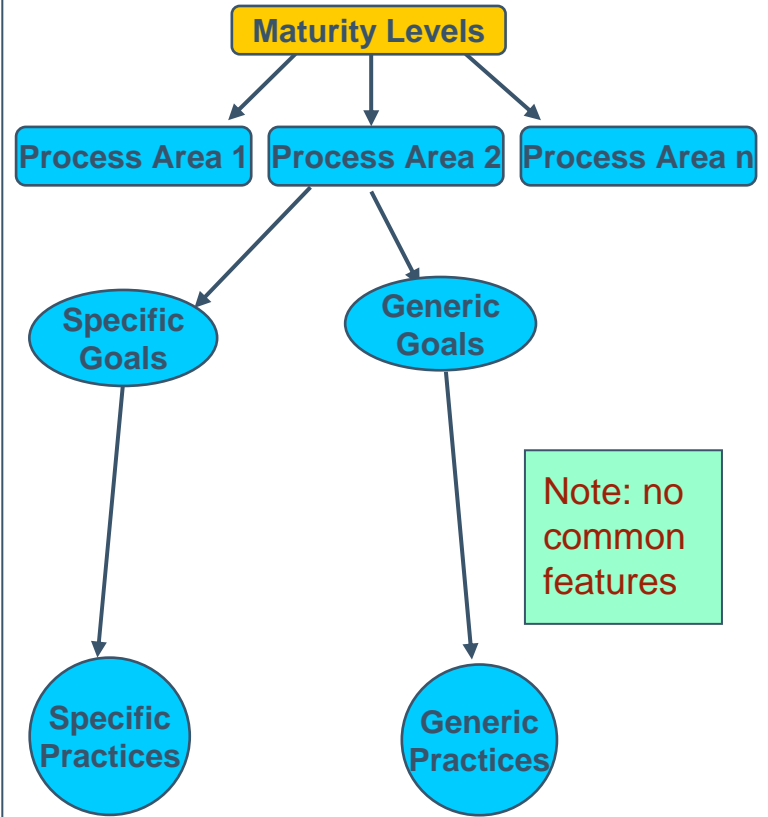 Maturity Levels
Process Area 1
Process Area 2
Process Area n
Specific
Goals
Generic
Goals
Note: no
common
features
Specific
Practices
Generic
Practices